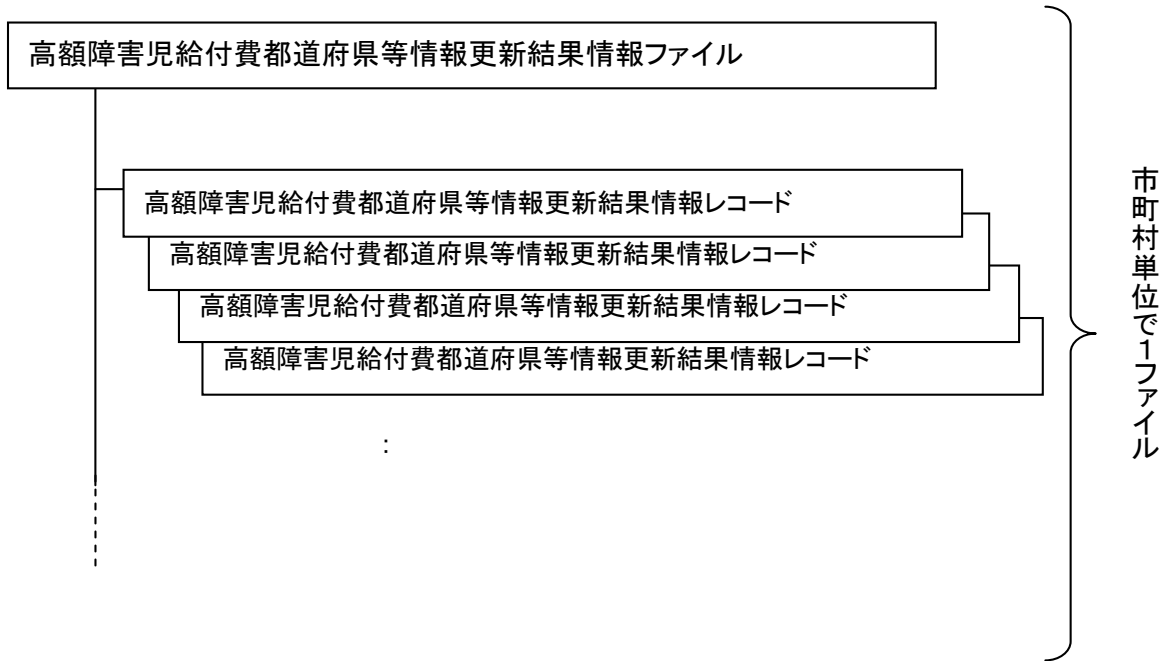 高額障害児給付費都道府県等情報更新結果情報ファイル
高額障害児給付費都道府県等情報更新結果情報レコード
高額障害児給付費都道府県等情報更新結果情報レコード
高額障害児給付費都道府県等情報更新結果情報レコード
高額障害児給付費都道府県等情報更新結果情報レコード
:
市町村単位で1ファイル